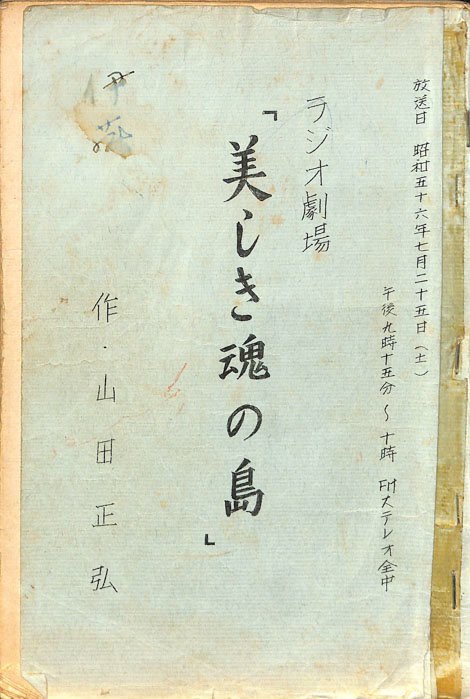 放送日 昭和五十六年七月二十五日(土)
午後九時十五分〜十時 FMステレオ全中
ラジオ劇場
「美しき魂の島」
作・山田正弘